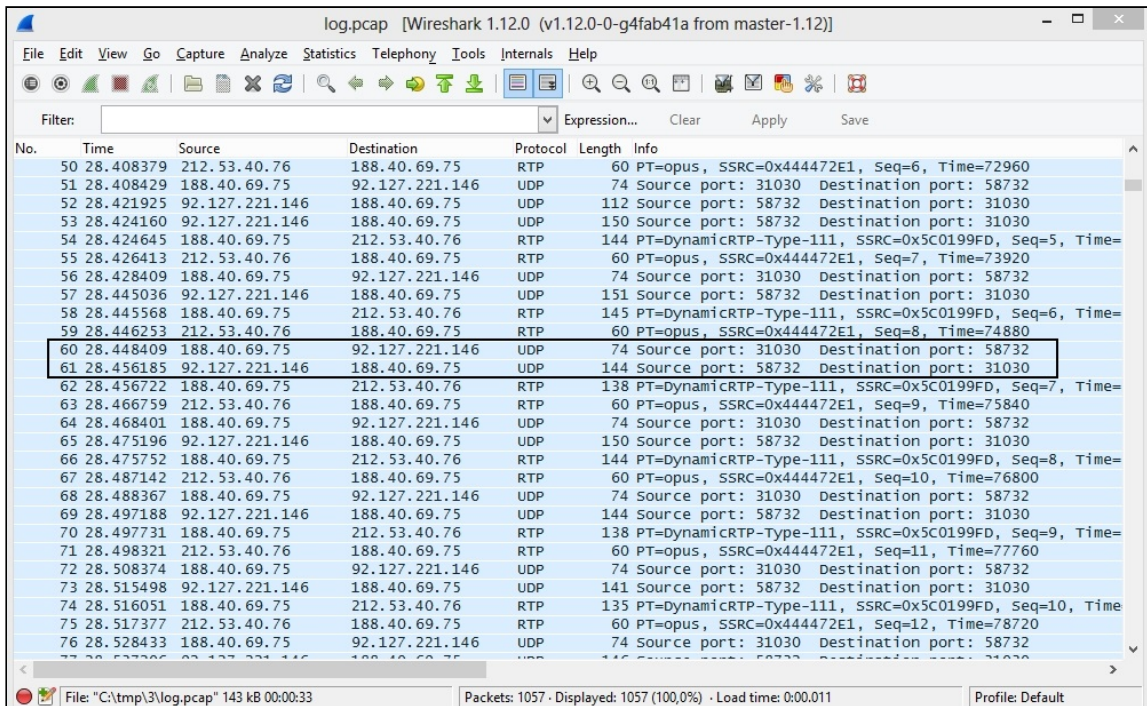 log.pcap [Wireshark 1.12.0 (v1.12.0-0-g4fab41a from master-1.12)]
File Edit View Go Capture Analyze Statistics Telephony Tools Internals Help
Filter: Expression... Clear Apply Save
No. Time Source Destination Protocol Length Info
50 28.408379 212.53.40.76 188.40.69.75 RTP 60 PT=opus, SSRC=0x444472E1, Seq=6, Time=72960
51 28.408429 188.40.69.75 92.127.221.146 UDP 74 Source port: 31030 Destination port: 58732
52 28.421925 92.127.221.146 188.40.69.75 UDP 112 Source port: 58732 Destination port: 31030
53 28.424160 92.127.221.146 188.40.69.75 UDP 150 Source port: 58732 Destination port: 31030
54 28.424645 188.40.69.75 212.53.40.76 RTP 144 PT=DynamicRTP-Type-111, SSRC=0x5C0199FD, Seq=5, Time=
55 28.426413 212.53.40.76 188.40.69.75 RTP 60 PT=opus, SSRC=0x444472E1, Seq=7, Time=73920
56 28.428409 188.40.69.75 92.127.221.146 UDP 74 Source port: 31030 Destination port: 58732
57 28.445036 92.127.221.146 188.40.69.75 UDP 151 Source port: 58732 Destination port: 31030
58 28.445568 188.40.69.75 212.53.40.76 RTP 145 PT=DynamicRTP-Type-111, SSRC=0x5C0199FD, Seq=6, Time=
59 28.446253 212.53.40.76 188.40.69.75 RTP 60 PT=opus, SSRC=0x444472E1, Seq=8, Time=74880
60 28.448409 188.40.69.75 92.127.221.146 UDP 74 Source port: 31030 Destination port: 58732
61 28.456185 92.127.221.146 188.40.69.75 UDP 144 Source port: 58732 Destination port: 31030
62 28.456722 188.40.69.75 212.53.40.76 RTP 138 PT=DynamicRTP-Type-111, SSRC=0x5C0199FD, Seq=7, Time=
63 28.466759 212.53.40.76 188.40.69.75 RTP 60 PT=opus, SSRC=0x444472E1, Seq=9, Time=75840
64 28.468401 188.40.69.75 92.127.221.146 UDP 74 Source port: 31030 Destination port: 58732
65 28.475196 92.127.221.146 188.40.69.75 UDP 150 Source port: 58732 Destination port: 31030
66 28.475752 188.40.69.75 212.53.40.76 RTP 144 PT=DynamicRTP-Type-111, SSRC=0x5C0199FD, Seq=8, Time=
67 28.487142 212.53.40.76 188.40.69.75 RTP 60 PT=opus, SSRC=0x444472E1, Seq=10, Time=76800
68 28.488367 188.40.69.75 92.127.221.146 UDP 74 Source port: 31030 Destination port: 58732
69 28.497188 92.127.221.146 188.40.69.75 UDP 144 Source port: 58732 Destination port: 31030
70 28.497731 188.40.69.75 212.53.40.76 RTP 138 PT=DynamicRTP-Type-111, SSRC=0x5C0199FD, Seq=9, Time=
71 28.498321 212.53.40.76 188.40.69.75 RTP 60 PT=opus, SSRC=0x444472E1, Seq=11, Time=77760
72 28.508374 188.40.69.75 92.127.221.146 UDP 74 Source port: 31030 Destination port: 58732
73 28.515498 92.127.221.146 188.40.69.75 UDP 141 Source port: 58732 Destination port: 31030
74 28.516051 188.40.69.75 212.53.40.76 RTP 135 PT=DynamicRTP-Type-111, SSRC=0x5C0199FD, Seq=10, Time
75 28.517377 212.53.40.76 188.40.69.75 RTP 60 PT=opus, SSRC=0x444472E1, Seq=12, Time=78720
76 28.528433 188.40.69.75 92.127.221.146 UDP 74 Source port: 31030 Destination port: 58732
File: "C:\tmp\3\log.pcap" 143 kB 00:00:33 Packets: 1057 · Displayed: 1057 (100,0%) · Load time: 0:00.011 Profile: Default